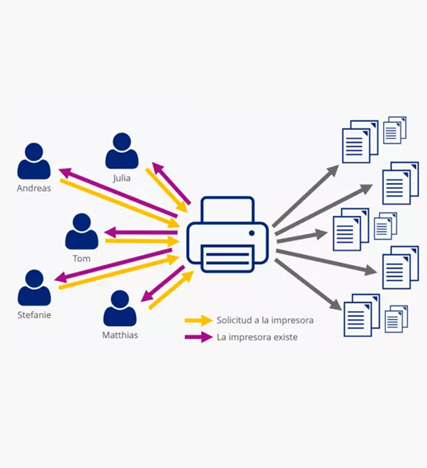 Julia
Andreas
Tom
Stefanie
Matthias
Solicitud a la impresora
La impresora existe